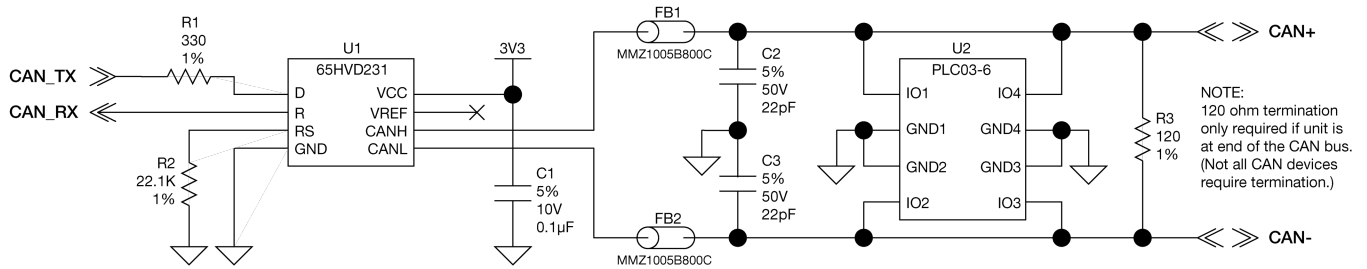 R1
330
1%
CAN_TX
CAN_RX
R2
22.1K
1%
U1
65HVD231
D
R
RS
GND
VCC
VREF
CANH
CANL
3V3
C1
5%
10V
0.1µF
FB1
MMZ1005B800C
C2
5%
50V
22pF
C3
5%
50V
22pF
FB2
MMZ1005B800C
U2
PLC03-6
IO1
GND1
GND2
IO2
IO4
GND4
GND3
IO3
R3
120
1%
CAN+
NOTE:
120 ohm termination
only required if unit is
at end of the CAN bus.
(Not all CAN devices
require termination.)
CAN-